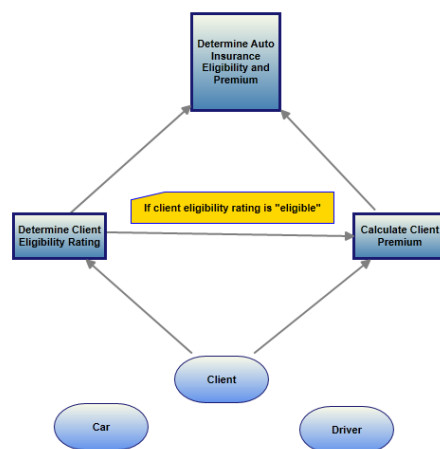 Determine Auto
Insurance
Eligibility and
Premium
If client eligibility rating is "eligible"
Determine Client
Eligibility Rating
Calculate Client
Premium
Client
Car
Driver